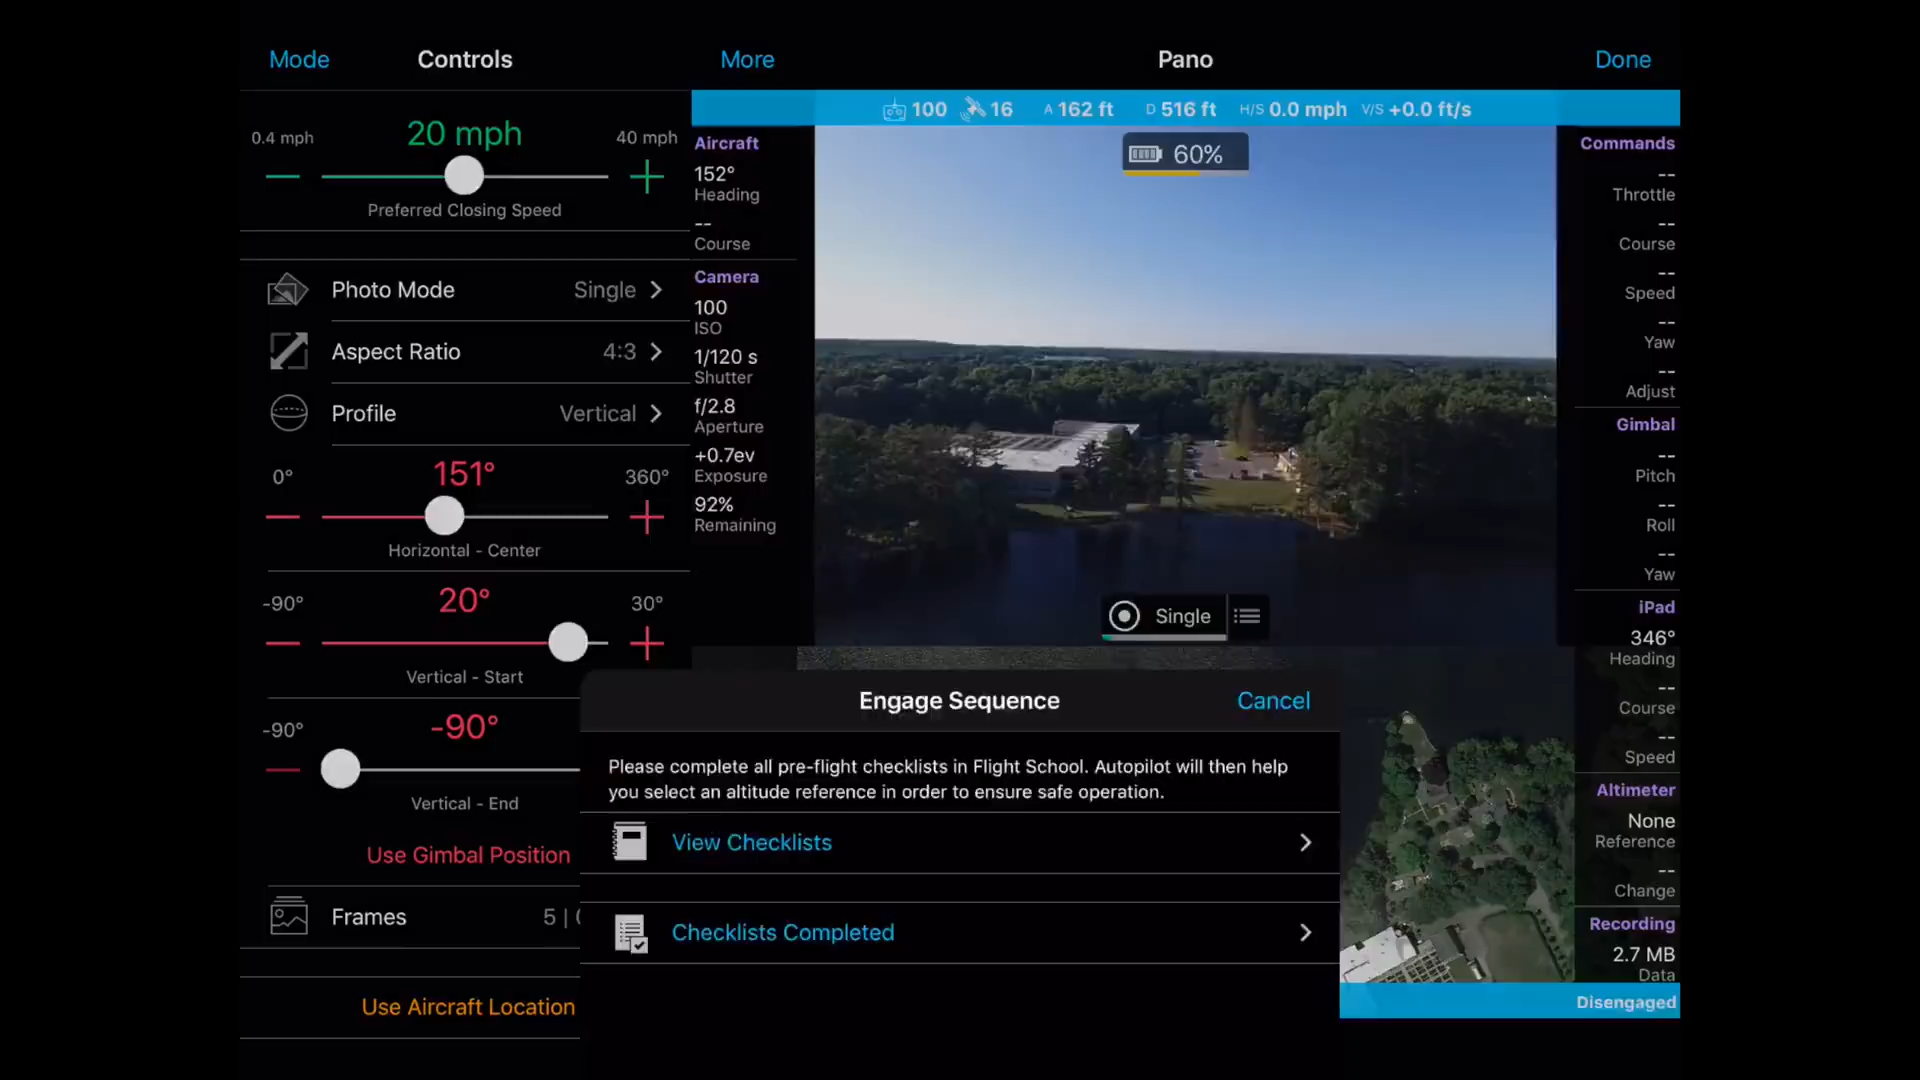 Mode
Controls
More
Pano
Done
100 16 A 162 ft D 516 ft H/S 0.0 mph V/S +0.0 ft/s
0.4 mph
20 mph
40 mph
Preferred Closing Speed
Photo Mode Single
Aspect Ratio 4:3
Profile Vertical
0°
151°
360°
Horizontal - Center
-90°
20°
30°
Vertical - Start
-90°
-90°
Vertical - End
Use Gimbal Position
Frames 5 |
Use Aircraft Location
Aircraft
152°
Heading
--
Course
Camera
100
ISO
1/120 s
Shutter
f/2.8
Aperture
+0.7ev
Exposure
92%
Remaining
60%
Single
Commands
--
Throttle
--
Course
--
Speed
--
Yaw
--
Adjust
Gimbal
--
Pitch
--
Roll
--
Yaw
iPad
346°
Heading
--
Course
--
Speed
Altimeter
None
Reference
--
Change
Recording
2.7 MB
Data
Disengaged
Engage Sequence
Cancel
Please complete all pre-flight checklists in Flight School. Autopilot will then help
you select an altitude reference in order to ensure safe operation.
View Checklists
Checklists Completed